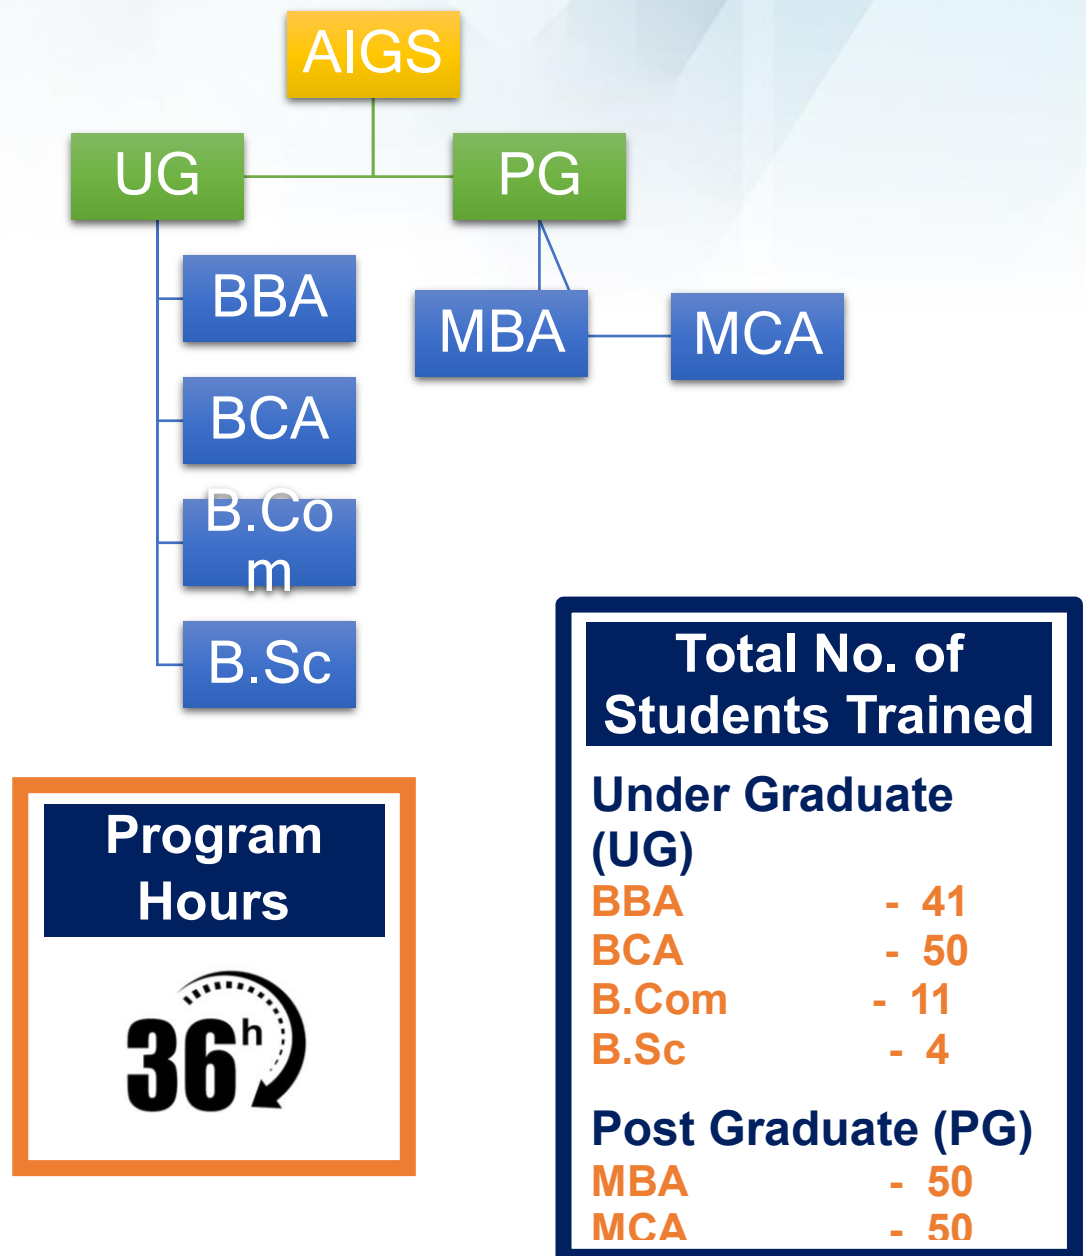 AIGS
UG
PG
BBA
MBA
MCA
BCA
B.Co
m
B.Sc
Program
Hours
36h
Total No. of
Students Trained
Under Graduate
(UG)
BBA - 41
BCA - 50
B.Com - 11
B.Sc - 4
Post Graduate (PG)
MBA - 50
MCA - 50